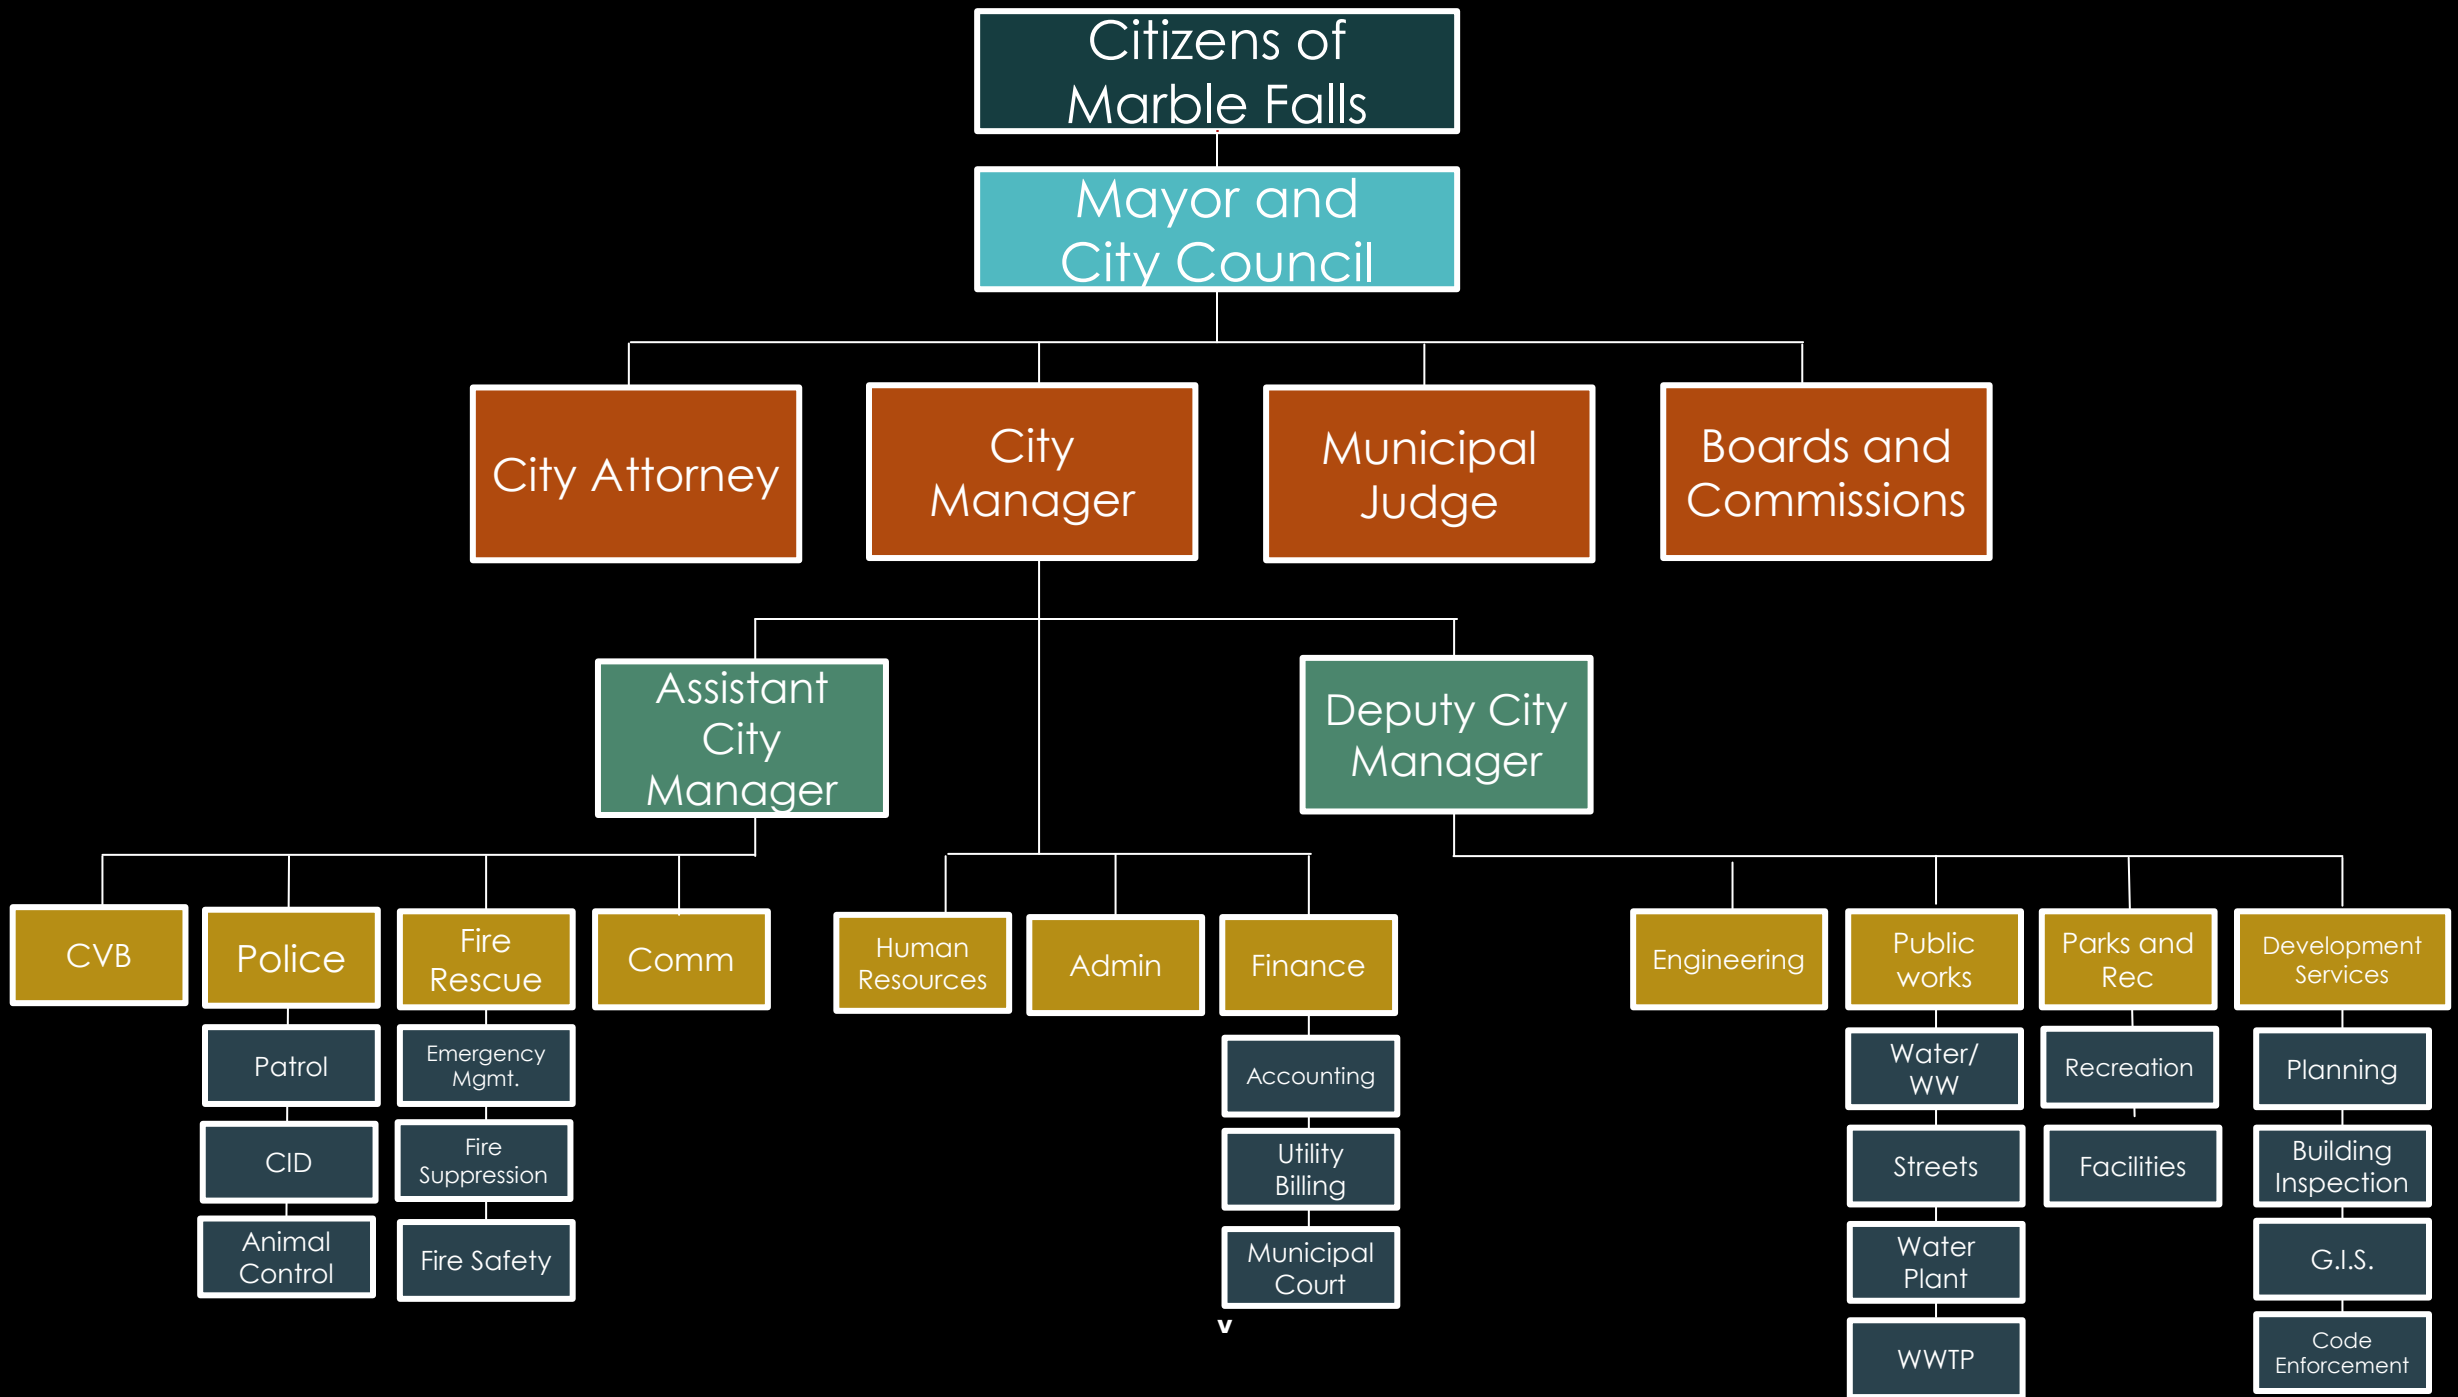 Citizens of
Marble Falls
Mayor and
City Council
City Attorney
City
Manager
Municipal
Judge
Boards and
Commissions
Assistant
City
Manager
Deputy City
Manager
CVB
Police
Fire
Rescue
Comm
Human
Resources
Admin
Finance
Engineering
Public
works
Parks and
Rec
Development
Services
Patrol
CID
Animal
Control
Emergency
Mgmt.
Fire
Suppression
Fire Safety
Accounting
Utility
Billing
Municipal
Court
v
Water/
WW
Streets
Water
Plant
WWTP
Recreation
Facilities
Planning
Building
Inspection
G.I.S.
Code
Enforcement